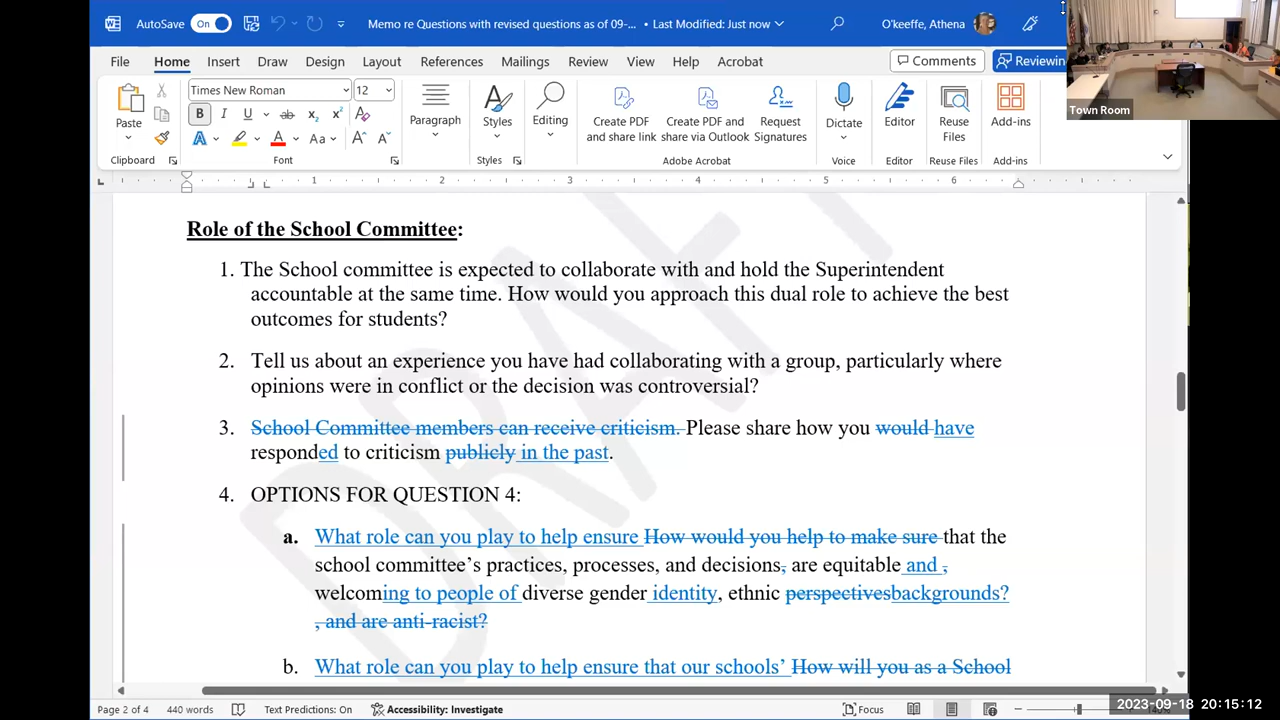 AutoSave On Memo re Questions with revised questions as of 09-... • Last Modified: Just now O'keeffe, Athena
File Home Insert Draw Design Layout References Mailings Review View Help Acrobat Comments Reviewin
Town Room
Times New Roman 12
Paste Paragraph Styles Editing Create PDF and share link Create PDF and share via Outlook Request Signatures Dictate Editor Reuse Files Add-ins
Clipboard Font Styles Adobe Acrobat Voice Editor Reuse Files Add-ins
1 2 3 4 5 6
DRAFT
Role of the School Committee:
1. The School committee is expected to collaborate with and hold the Superintendent
accountable at the same time. How would you approach this dual role to achieve the best
outcomes for students?
2. Tell us about an experience you have had collaborating with a group, particularly where
opinions were in conflict or the decision was controversial?
3. School Committee members can receive criticism. Please share how you would have
responded to criticism publicly in the past.
4. OPTIONS FOR QUESTION 4:
a. What role can you play to help ensure How would you help to make sure that the
school committee's practices, processes, and decisions, are equitable and ,
welcoming to people of diverse gender identity, ethnic perspectivesbackgrounds?
, and are anti-racist?
b. What role can you play to help ensure that our schools' How will you as a School
Page 2 of 4 440 words Text Predictions: On Accessibility: Investigate Focus
2023-09-18 20:15:12